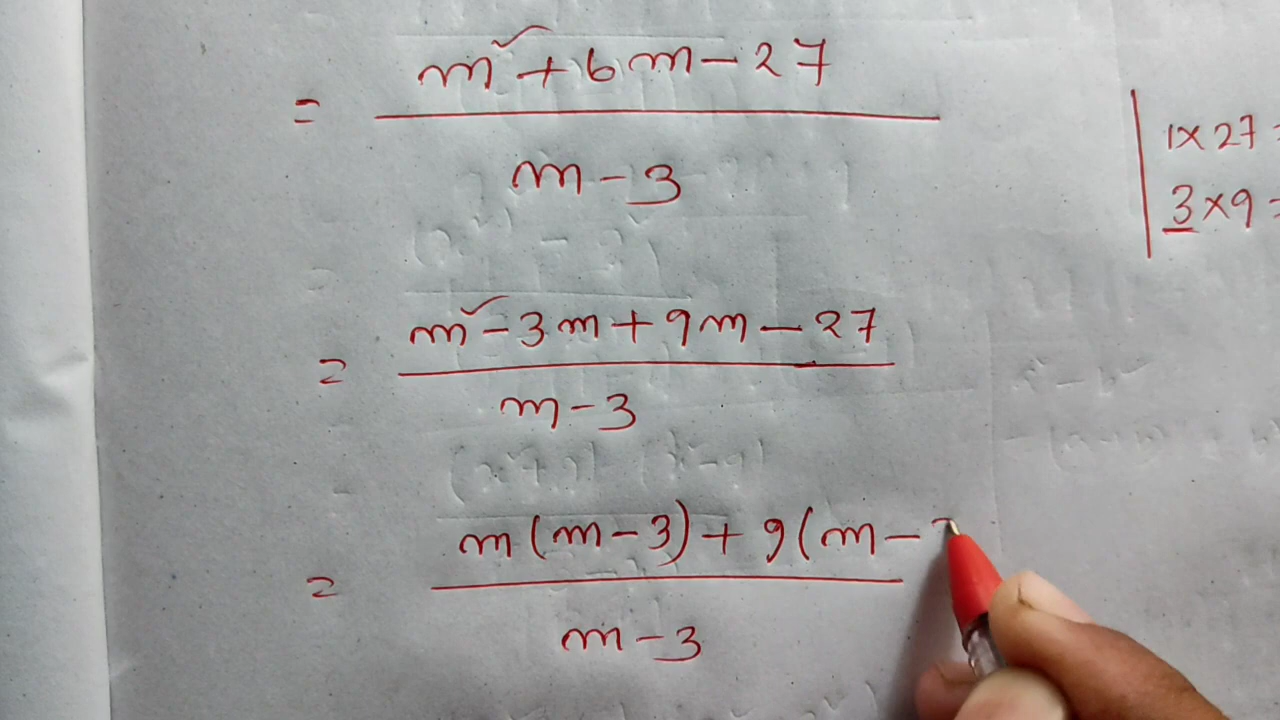 = m² + 6m - 27
m - 3
1 × 27 =
3 × 9 =
= m² - 3m + 9m - 27
m - 3
= m(m - 3) + 9(m -
m - 3